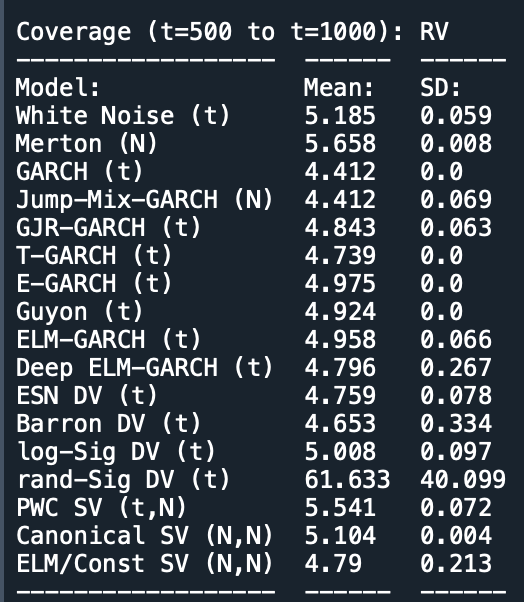 Coverage (t=500 to t=1000): RV
------------------  ------  ------
Model:              Mean:   SD:
White Noise (t)     5.185   0.059
Merton (N)          5.658   0.008
GARCH (t)           4.412   0.0
Jump-Mix-GARCH (N)  4.412   0.069
GJR-GARCH (t)       4.843   0.063
T-GARCH (t)         4.739   0.0
E-GARCH (t)         4.975   0.0
Guyon (t)           4.924   0.0
ELM-GARCH (t)       4.958   0.066
Deep ELM-GARCH (t)  4.796   0.267
ESN DV (t)          4.759   0.078
Barron DV (t)       4.653   0.334
log-Sig DV (t)      5.008   0.097
rand-Sig DV (t)     61.633  40.099
PWC SV (t,N)        5.541   0.072
Canonical SV (N,N)  5.104   0.004
ELM/Const SV (N,N)  4.79    0.213
------------------  ------  ------